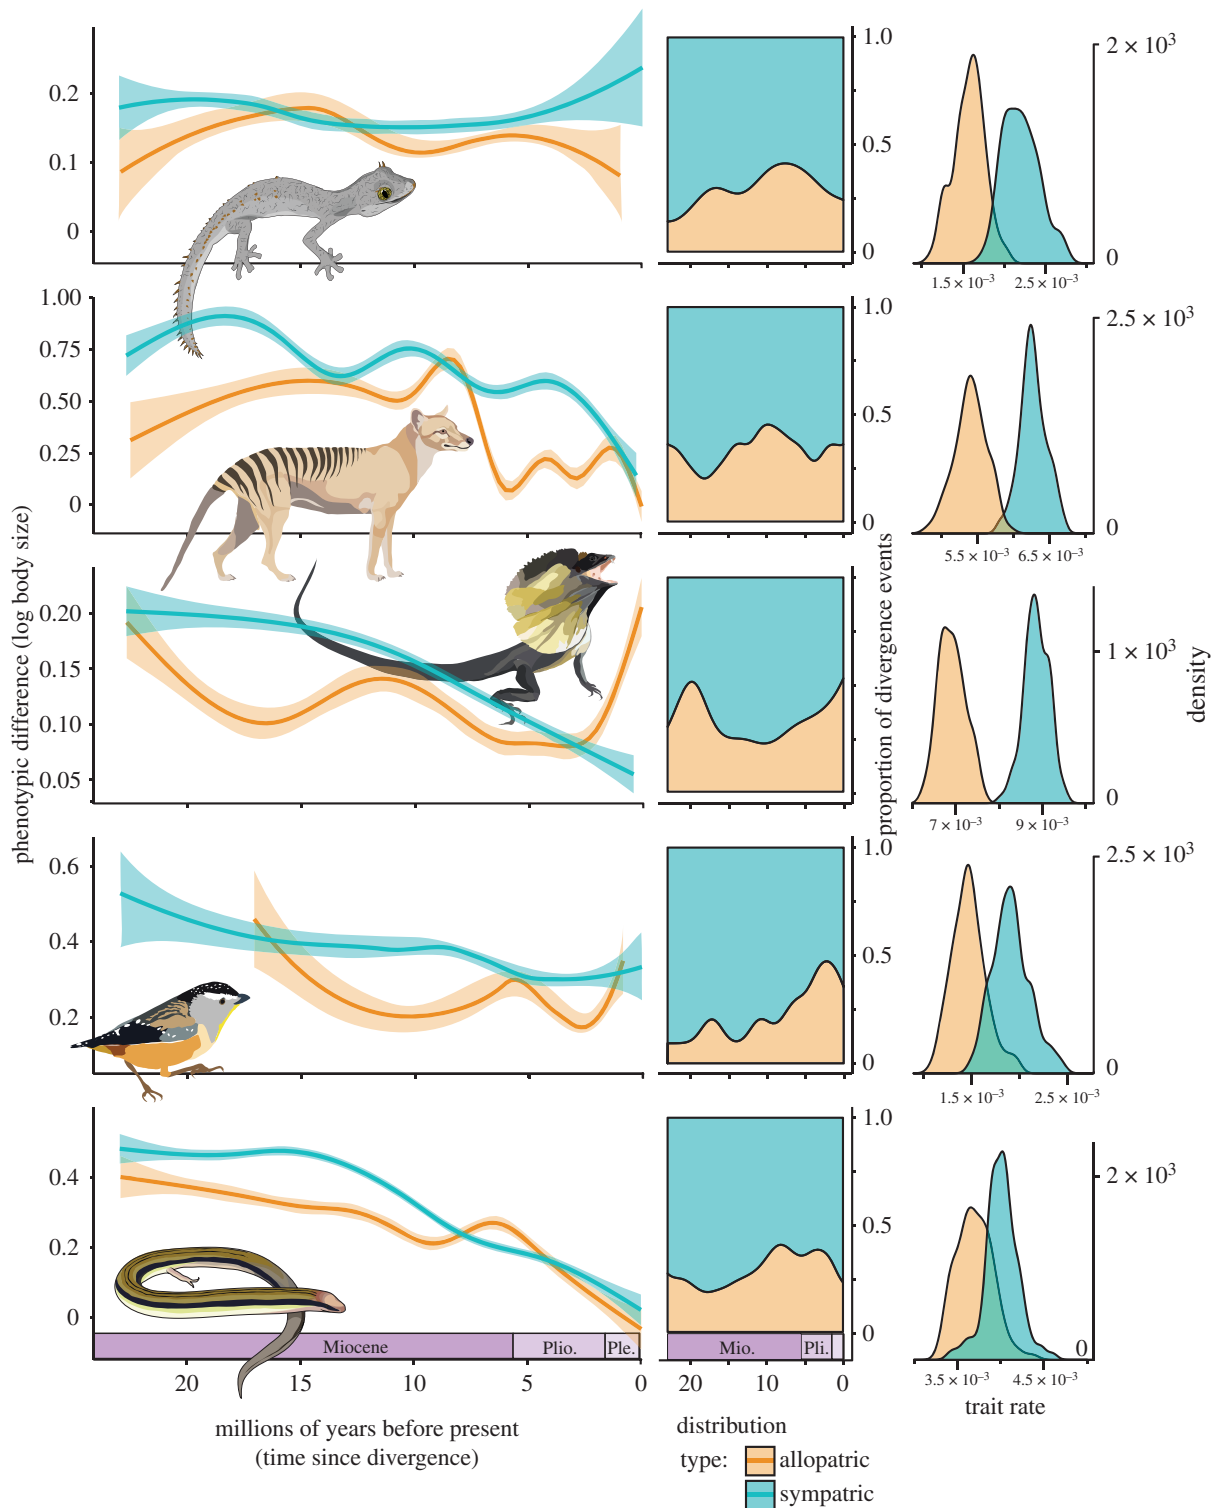 phenotypic difference (log body size)
0.2
0.1
0
1.0
0.5
0
2 × 10³
0
1.5 × 10⁻³
2.5 × 10⁻³
1.00
0.75
0.50
0.25
0
1.0
0.5
0
2.5 × 10³
0
5.5 × 10⁻³
6.5 × 10⁻³
0.20
0.15
0.10
0.05
proportion of divergence events
1 × 10³
0
density
7 × 10⁻³
9 × 10⁻³
0.6
0.4
0.2
1.0
0.5
0
2.5 × 10³
0
1.5 × 10⁻³
2.5 × 10⁻³
0.4
0.2
0
1.0
0.5
0
2 × 10³
0
3.5 × 10⁻³
4.5 × 10⁻³
trait rate
Miocene
Plio.
Ple.
Mio.
Pli.
20
15
10
5
0
20
10
0
millions of years before present
(time since divergence)
distribution
type:
allopatric
sympatric